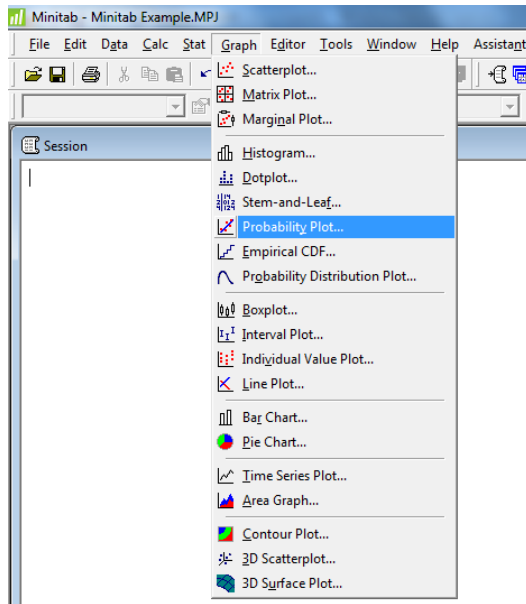 Minitab - Minitab Example.MPJ
File Edit Data Calc Stat Graph Editor Tools Window Help Assistant
Session
Scatterplot...
Matrix Plot...
Marginal Plot...
Histogram...
Dotplot...
Stem-and-Leaf...
Probability Plot...
Empirical CDF...
Probability Distribution Plot...
Boxplot...
Interval Plot...
Individual Value Plot...
Line Plot...
Bar Chart...
Pie Chart...
Time Series Plot...
Area Graph...
Contour Plot...
3D Scatterplot...
3D Surface Plot...